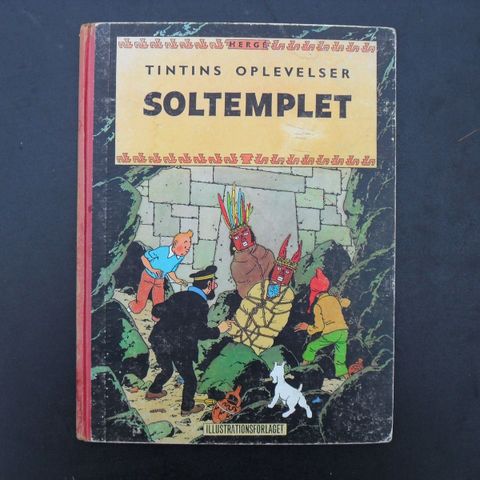 HERGÉ
TINTINS OPLEVELSER
SOLTEMPLET
ILLUSTRATIONSFORLAGET